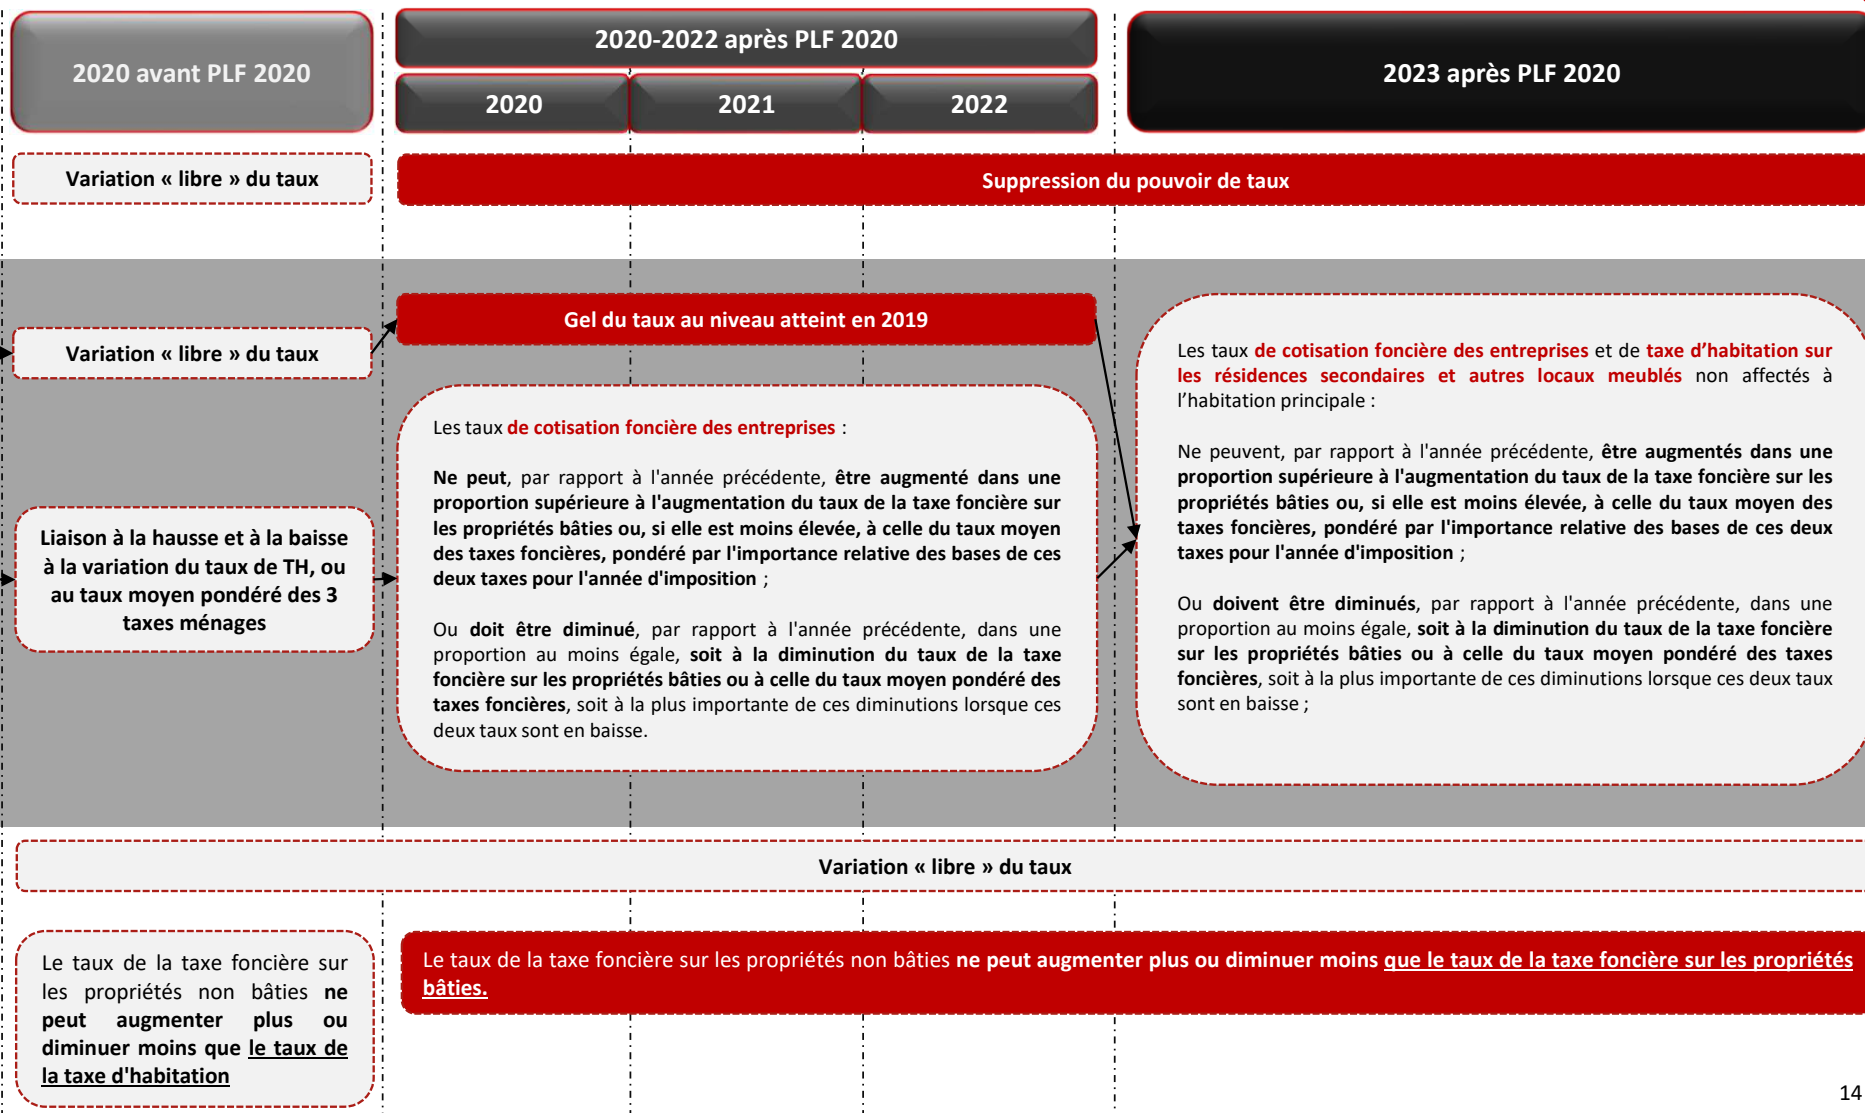 2020 avant PLF 2020
2020-2022 après PLF 2020
2020
2021
2022
2023 après PLF 2020
Variation « libre » du taux
Suppression du pouvoir de taux
Variation « libre » du taux
Gel du taux au niveau atteint en 2019
Liaison à la hausse et à la baisse
à la variation du taux de TH, ou
au taux moyen pondéré des 3
taxes ménages
Les taux de cotisation foncière des entreprises :
Ne peut, par rapport à l'année précédente, être augmenté dans une
proportion supérieure à l'augmentation du taux de la taxe foncière sur
les propriétés bâties ou, si elle est moins élevée, à celle du taux moyen
des taxes foncières, pondéré par l'importance relative des bases de ces
deux taxes pour l'année d'imposition ;
Ou doit être diminué, par rapport à l'année précédente, dans une
proportion au moins égale, soit à la diminution du taux de la taxe
foncière sur les propriétés bâties ou à celle du taux moyen pondéré des
taxes foncières, soit à la plus importante de ces diminutions lorsque ces
deux taux sont en baisse.
Les taux de cotisation foncière des entreprises et de taxe d’habitation sur
les résidences secondaires et autres locaux meublés non affectés à
l’habitation principale :
Ne peuvent, par rapport à l'année précédente, être augmentés dans une
proportion supérieure à l'augmentation du taux de la taxe foncière sur les
propriétés bâties ou, si elle est moins élevée, à celle du taux moyen des
taxes foncières, pondéré par l'importance relative des bases de ces deux
taxes pour l'année d'imposition ;
Ou doivent être diminués, par rapport à l'année précédente, dans une
proportion au moins égale, soit à la diminution du taux de la taxe foncière
sur les propriétés bâties ou à celle du taux moyen pondéré des taxes
foncières, soit à la plus importante de ces diminutions lorsque ces deux taux
sont en baisse ;
Variation « libre » du taux
Le taux de la taxe foncière sur
les propriétés non bâties ne
peut augmenter plus ou
diminuer moins que le taux de
la taxe d'habitation
Le taux de la taxe foncière sur les propriétés non bâties ne peut augmenter plus ou diminuer moins que le taux de la taxe foncière sur les propriétés
bâties.
14